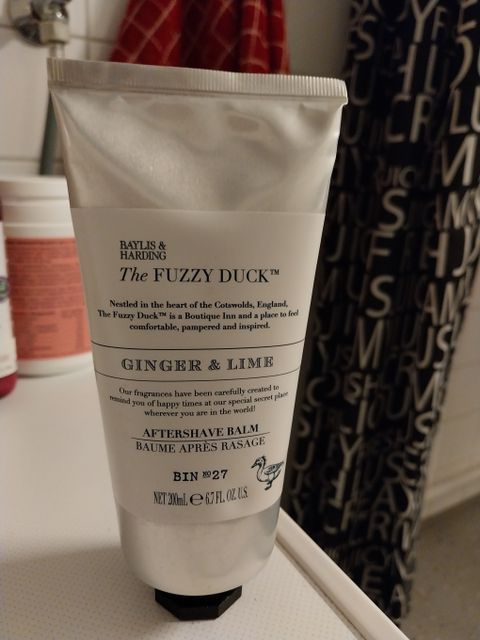 BAYLIS &
HARDING
The FUZZY DUCK™
Nestled in the heart of the Cotswolds, England,
The Fuzzy Duck™ is a Boutique Inn and a place to feel
comfortable, pampered and inspired.
GINGER & LIME
Our fragrances have been carefully created to
remind you of happy times at our special secret place
wherever you are in the world!
AFTERSHAVE BALM
BAUME APRÈS RASAGE
BIN No 27
NET 200mL ℮ 6.7 FL. OZ. U.S.